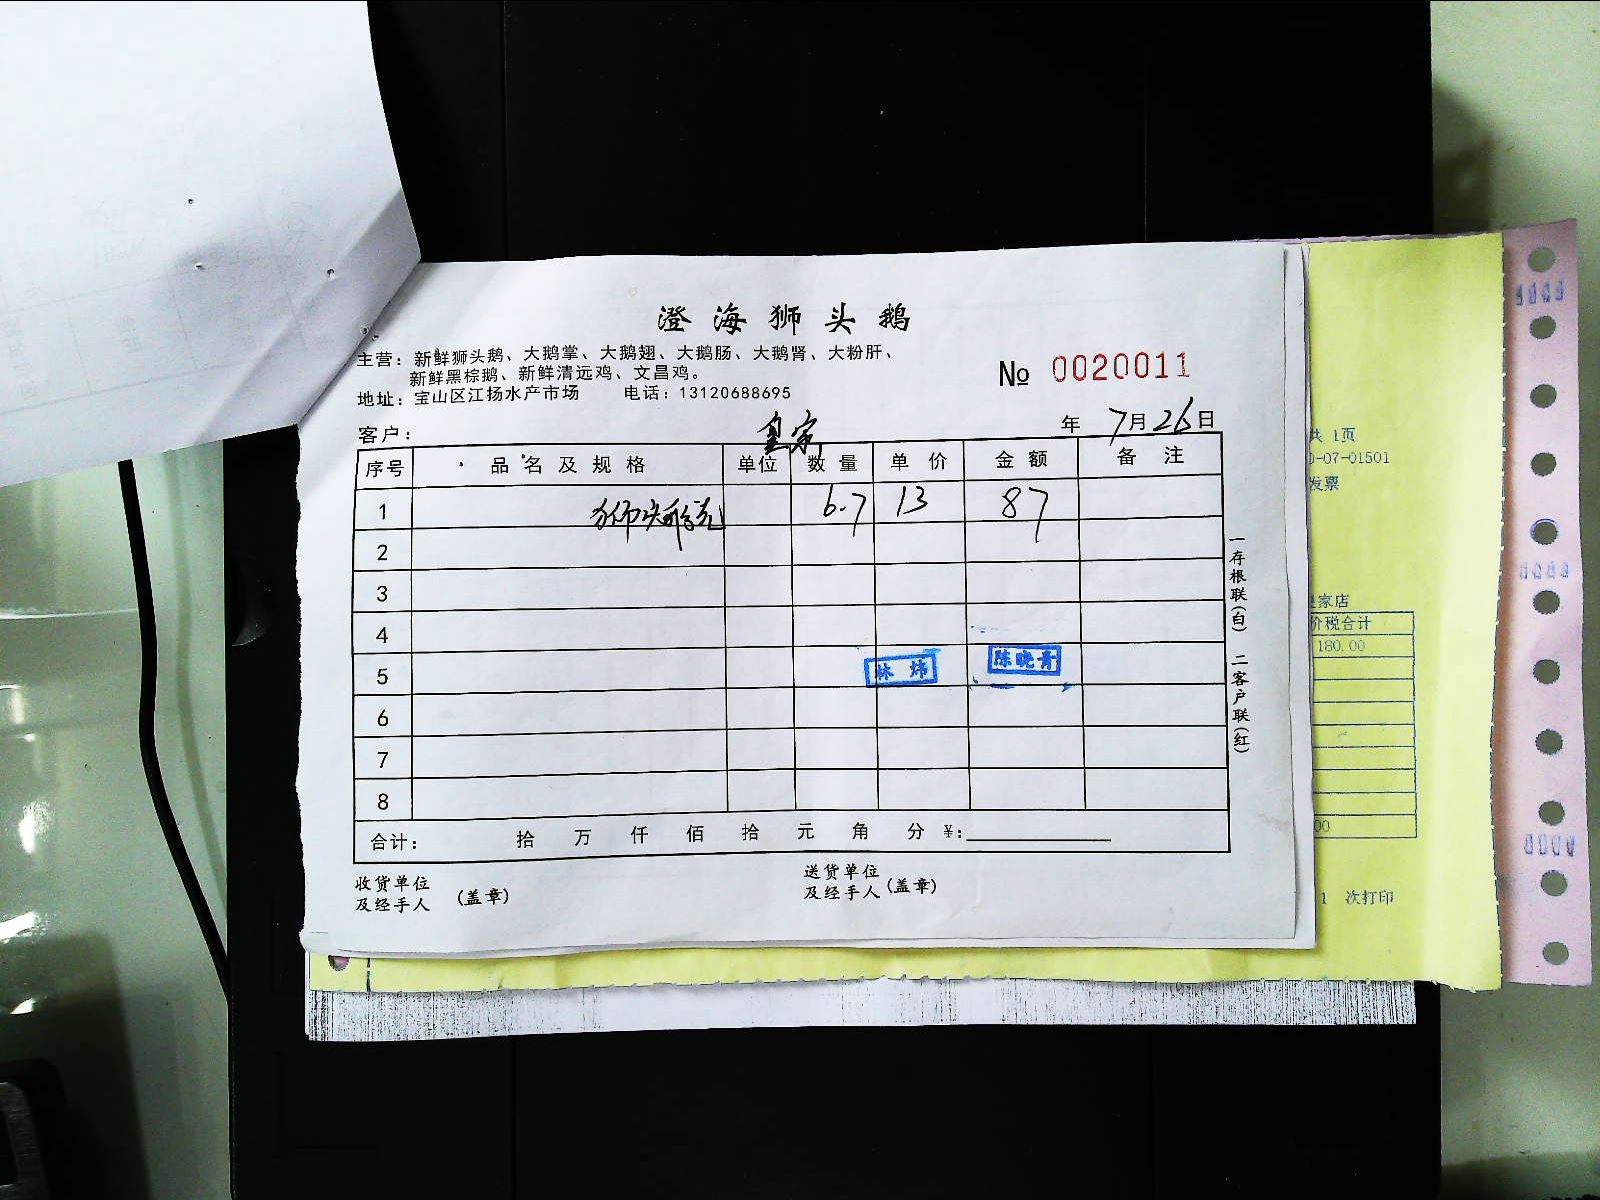 澄海狮头鹅
主营：新鲜狮头鹅、大鹅掌、大鹅翅、大鹅肠、大鹅肾、大粉肝、
新鲜黑棕鹅、新鲜清远鸡、文昌鸡。
地址：宝山区江扬水产市场 电话：13120688695
No 0020011
客户： 皇家 年 7月26日
序号 品名及规格 单位 数量 单价 金额 备注
1 狮头 6.7 13 87
2
3
4
5 林炜 陈晓青
6
7
8
合计： 拾 万 仟 佰 拾 元 角 分 ¥：
收货单位
及经手人 (盖章)
送货单位
及经手人 (盖章)
一存根联(白) 二客户联(红)
共 1页
0-07-01501
发票
家店
价税合计
180.00
00
1 次打印